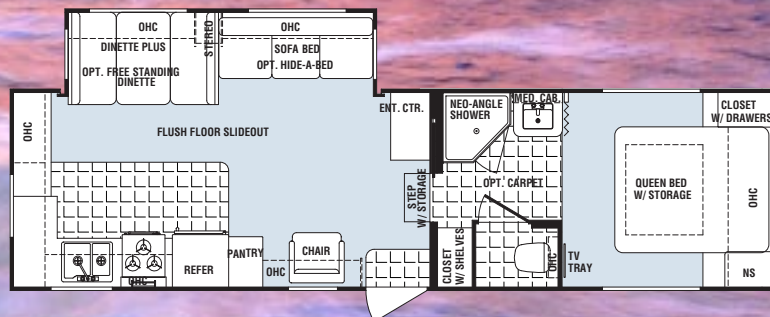 OHC
DINETTE PLUS
OPT. FREE STANDING
DINETTE
STEREO
OHC
SOFA BED
OPT. HIDE-A-BED
OHC
FLUSH FLOOR SLIDEOUT
ENT. CTR.
NEO-ANGLE
SHOWER
MED. CAB.
CLOSET
W/ DRAWERS
STEP
W/ STORAGE
OPT. CARPET
QUEEN BED
W/ STORAGE
OHC
PANTRY
REFER
CHAIR
OHC
OHC
CLOSET
W/ SHELVES
OHC
TV
TRAY
NS